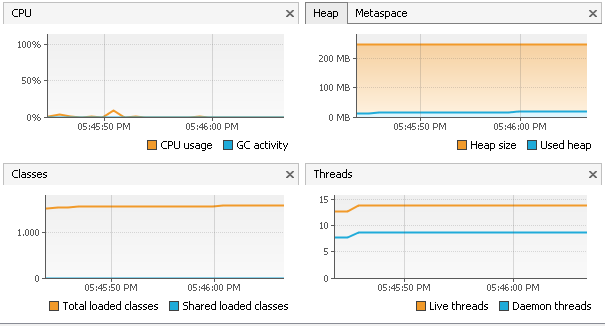 CPU
100%
50%
0%
05:45:50 PM 05:46:00 PM
CPU usage GC activity
Heap Metaspace
200 MB
100 MB
0 MB
05:45:50 PM 05:46:00 PM
Heap size Used heap
Classes
1,000
0
05:45:50 PM 05:46:00 PM
Total loaded classes Shared loaded classes
Threads
15
10
5
0
05:45:50 PM 05:46:00 PM
Live threads Daemon threads